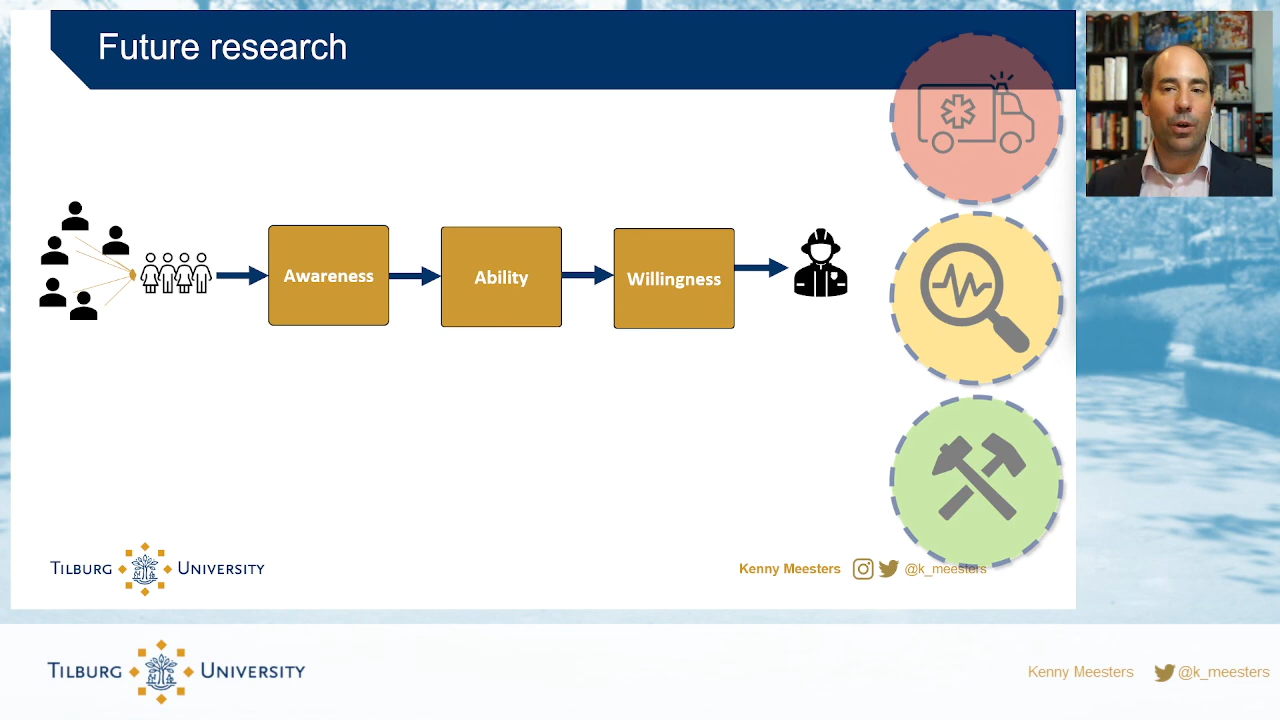 Future research
Awareness
Ability
Willingness
TILBURG UNIVERSITY
Kenny Meesters @k_meesters
TILBURG UNIVERSITY
Kenny Meesters @k_meesters